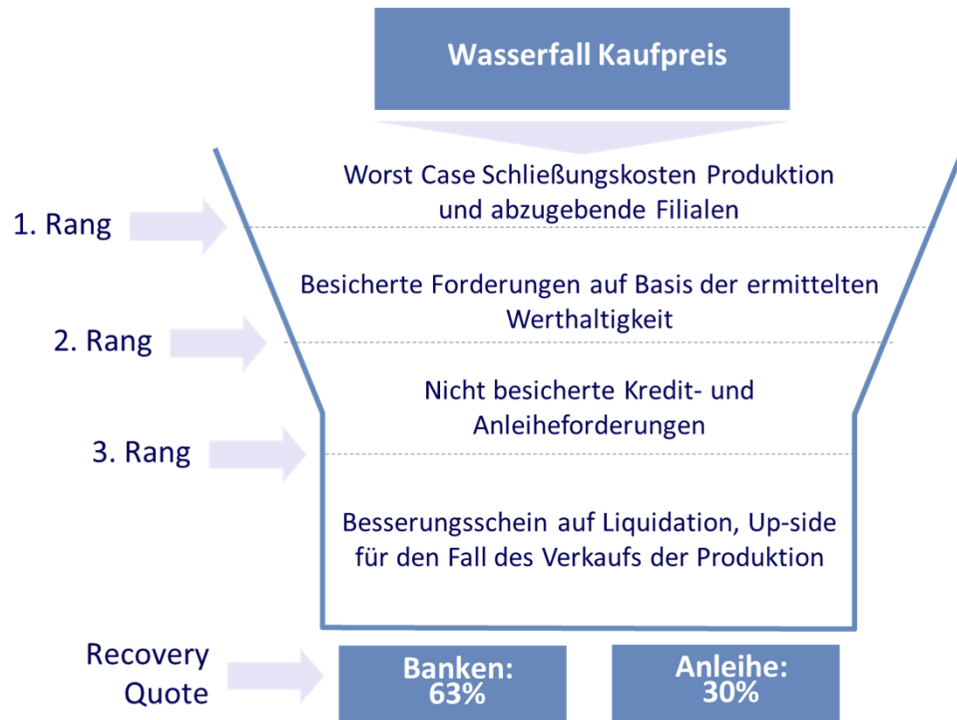 Wasserfall Kaufpreis
Worst Case Schließungskosten Produktion
und abzugebende Filialen
1. Rang
Besicherte Forderungen auf Basis der ermittelten
Werthaltigkeit
2. Rang
Nicht besicherte Kredit- und
Anleiheforderungen
3. Rang
Besserungsschein auf Liquidation, Up-side
für den Fall des Verkaufs der Produktion
Recovery
Quote
Banken:
63%
Anleihe:
30%